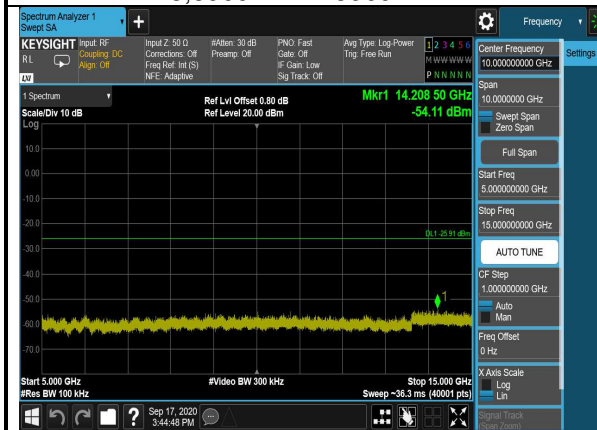 Spectrum Analyzer 1
Swept SA
+
Frequency
KEYSIGHT
RL
LXI
Input: RF
Coupling: DC
Align: Off
Input Z: 50 Ω
Corrections: Off
Freq Ref: Int (S)
NFE: Adaptive
#Atten: 30 dB
Preamp: Off
PNO: Fast
Gate: Off
IF Gain: Low
Sig Track: Off
Avg Type: Log-Power
Trig: Free Run
1 2 3 4 5 6
M W W W W W
P N N N N N
Center Frequency
10.000000000 GHz
Settings
Span
10.0000000 GHz
Swept Span
Zero Span
Full Span
Start Freq
5.000000000 GHz
Stop Freq
15.000000000 GHz
AUTO TUNE
CF Step
1.000000000 GHz
Auto
Man
Freq Offset
0 Hz
X Axis Scale
Log
Lin
Signal Track
(Span Zoom)
1 Spectrum
Scale/Div 10 dB
Log
Ref Lvl Offset 0.80 dB
Ref Level 20.00 dBm
Mkr1 14.208 50 GHz
-54.11 dBm
10.0
0.00
-10.0
-20.0
DL1 -25.91 dBm
-30.0
-40.0
-50.0
1
-60.0
-70.0
Start 5.000 GHz
#Res BW 100 kHz
#Video BW 300 kHz
Stop 15.000 GHz
Sweep ~36.3 ms (40001 pts)
?
Sep 17, 2020
3:44:48 PM